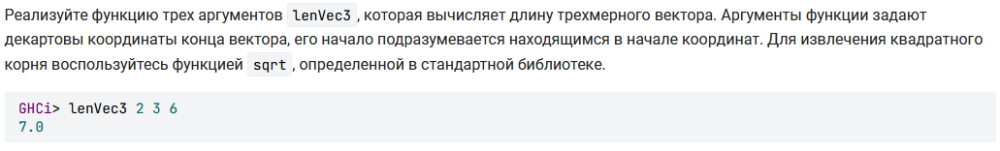 Реализуйте функцию трех аргументов lenVec3, которая вычисляет длину трехмерного вектора. Аргументы функции задают
декартовы координаты конца вектора, его начало подразумевается находящимся в начале координат. Для извлечения квадратного
корня воспользуйтесь функцией sqrt, определенной в стандартной библиотеке.
GHCi> lenVec3 2 3 6
7.0